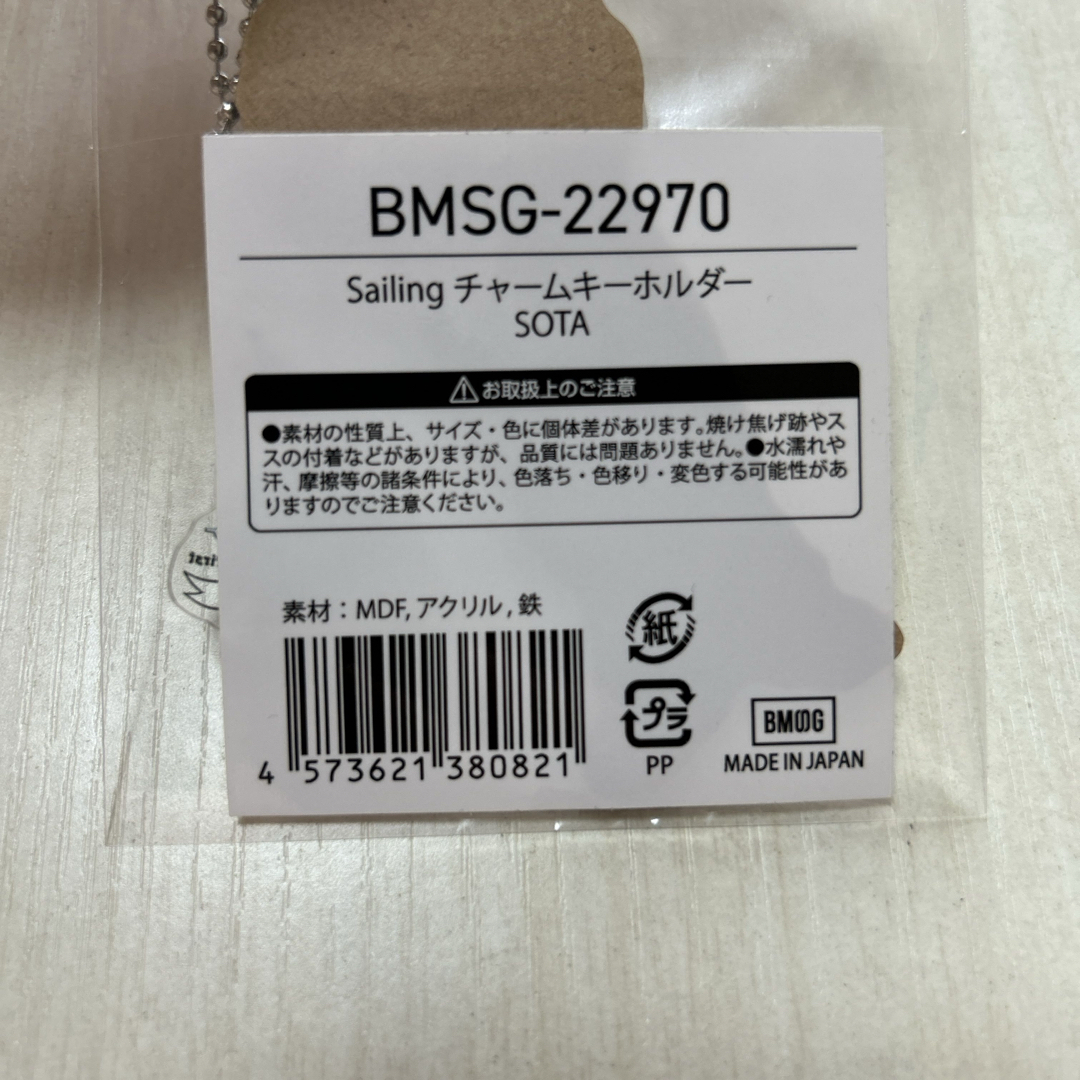 BMSG-22970
Sailing チャームキーホルダー
SOTA
お取扱上のご注意
●素材の性質上、サイズ・色に個体差があります。焼け焦げ跡やス
スの付着などがありますが、品質には問題ありません。●水濡れや
汗、摩擦等の諸条件により、色落ち・色移り・変色する可能性があ
りますのでご注意ください。
素材：MDF, アクリル , 鉄
4 573621 380821
紙
プラ
PP
BMSG
MADE IN JAPAN